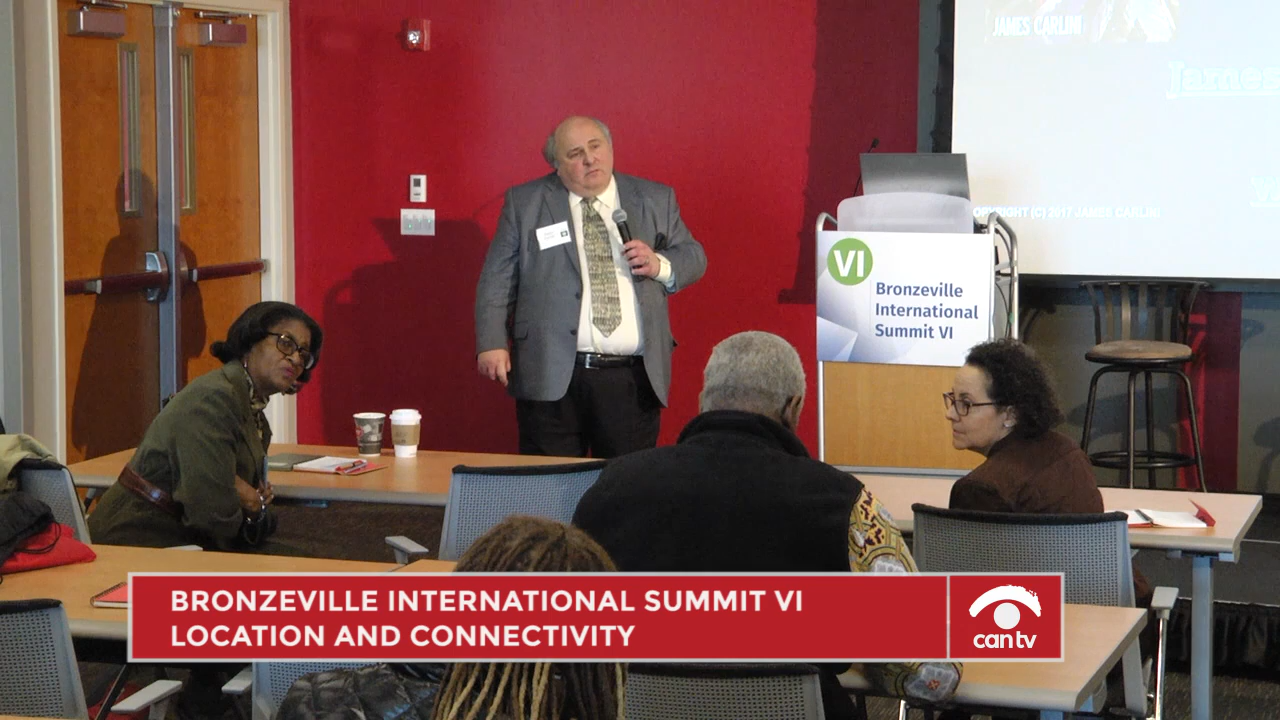 JAMES CARLINI
James
COPYRIGHT (C) 2017 JAMES CARLINI
VI
Bronzeville
International
Summit VI
BRONZEVILLE INTERNATIONAL SUMMIT VI
LOCATION AND CONNECTIVITY
can tv